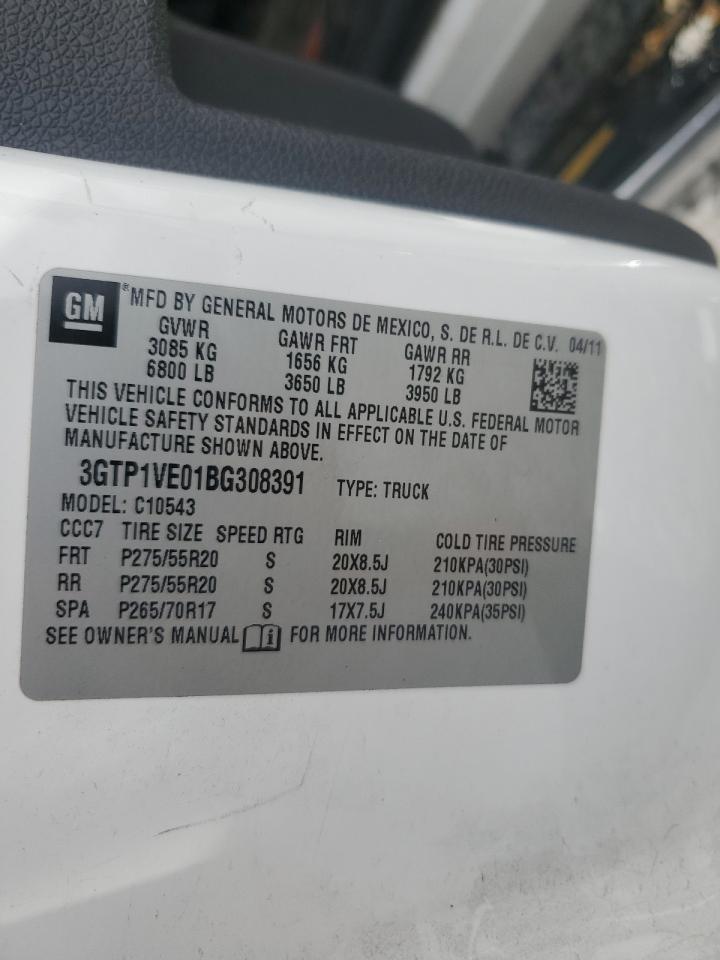 GM ® MFD BY GENERAL MOTORS DE MEXICO, S. DE R.L. DE C.V. 04/11
GVWR GAWR FRT GAWR RR
3085 KG 1656 KG 1792 KG
6800 LB 3650 LB 3950 LB
THIS VEHICLE CONFORMS TO ALL APPLICABLE U.S. FEDERAL MOTOR
VEHICLE SAFETY STANDARDS IN EFFECT ON THE DATE OF
MANUFACTURE SHOWN ABOVE.
3GTP1VE01BG308391 TYPE: TRUCK
MODEL: C10543
CCC7 TIRE SIZE SPEED RTG RIM COLD TIRE PRESSURE
FRT P275/55R20 S 20X8.5J 210KPA(30PSI)
RR P275/55R20 S 20X8.5J 210KPA(30PSI)
SPA P265/70R17 S 17X7.5J 240KPA(35PSI)
SEE OWNER'S MANUAL i FOR MORE INFORMATION.